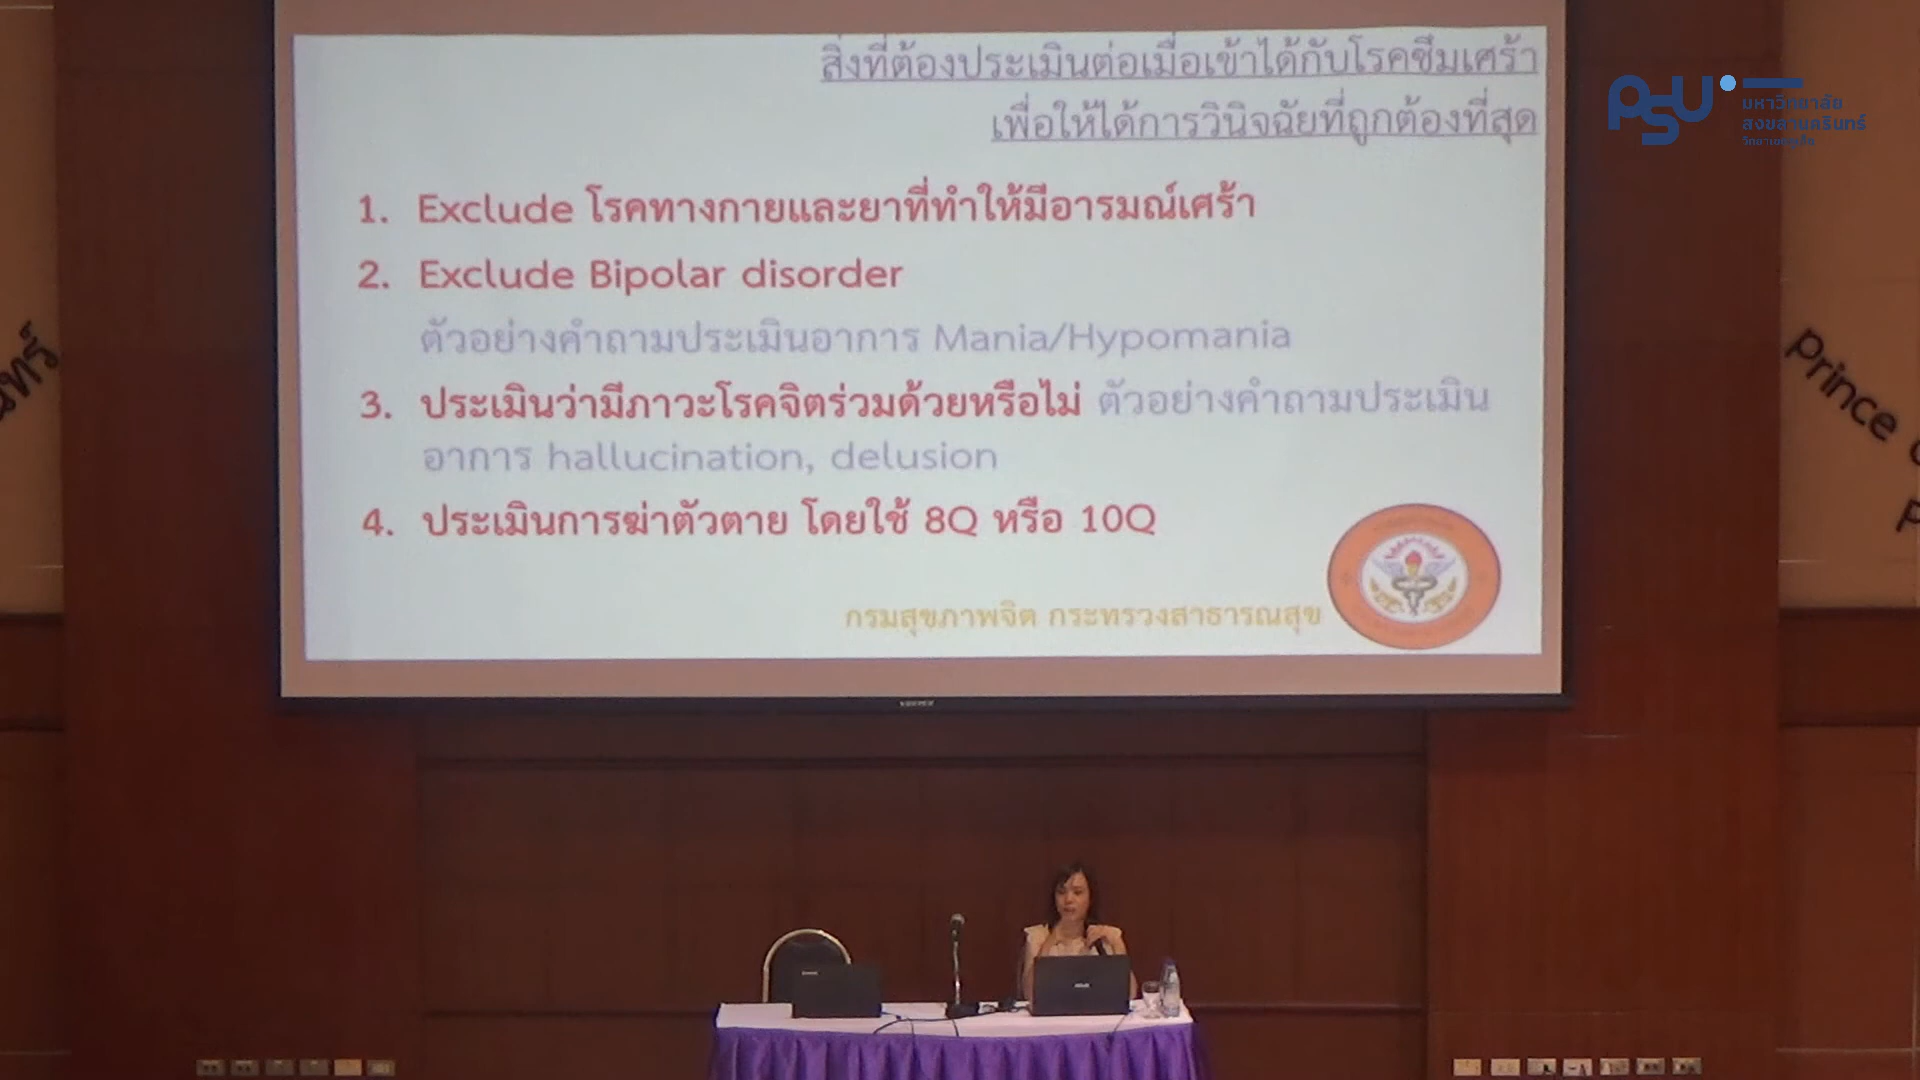 สิ่งที่ต้องประเมินต่อเมื่อเข้าได้กับโรคซึมเศร้า
เพื่อให้ได้การวินิจฉัยที่ถูกต้องที่สุด
1. Exclude โรคทางกายและยาที่ทำให้มีอารมณ์เศร้า
2. Exclude Bipolar disorder
ตัวอย่างคำถามประเมินอาการ Mania/Hypomania
3. ประเมินว่ามีภาวะโรคจิตร่วมด้วยหรือไม่ ตัวอย่างคำถามประเมิน
อาการ hallucination, delusion
4. ประเมินการฆ่าตัวตาย โดยใช้ 8Q หรือ 10Q
กรมสุขภาพจิต กระทรวงสาธารณสุข
PSU
มหาวิทยาลัย
สงขลานครินทร์
Prince